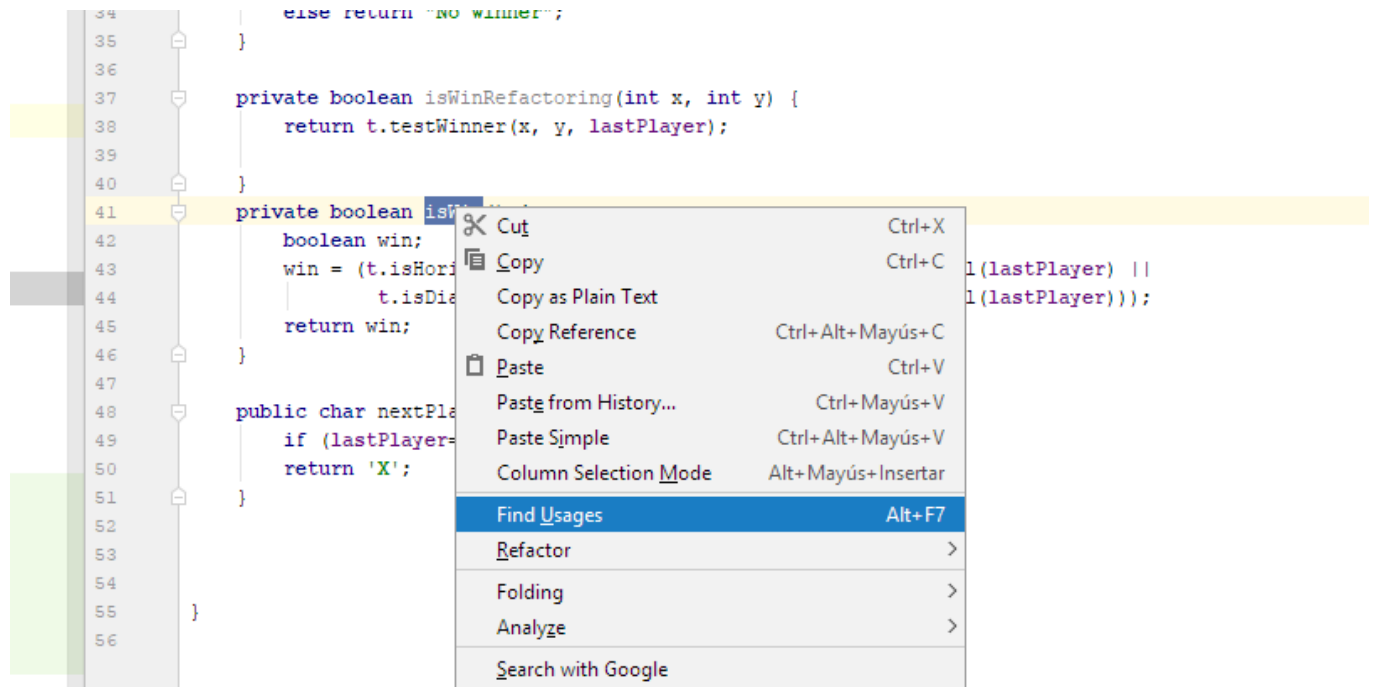 34 else return "No winner";
35 }
36
37 private boolean isWinRefactoring(int x, int y) {
38 return t.testWinner(x, y, lastPlayer);
39
40 }
41 private boolean
42 boolean win;
43 win = (t.isHori l(lastPlayer) ||
44 t.isDia l(lastPlayer)));
45 return win;
46 }
47
48 public char nextPla
49 if (lastPlayer=
50 return 'X';
51 }
52
53
54
55 }
56
Cut Ctrl+X
Copy Ctrl+C
Copy as Plain Text
Copy Reference Ctrl+Alt+Mayús+C
Paste Ctrl+V
Paste from History... Ctrl+Mayús+V
Paste Simple Ctrl+Alt+Mayús+V
Column Selection Mode Alt+Mayús+Insertar
Find Usages Alt+F7
Refactor
Folding
Analyze
Search with Google